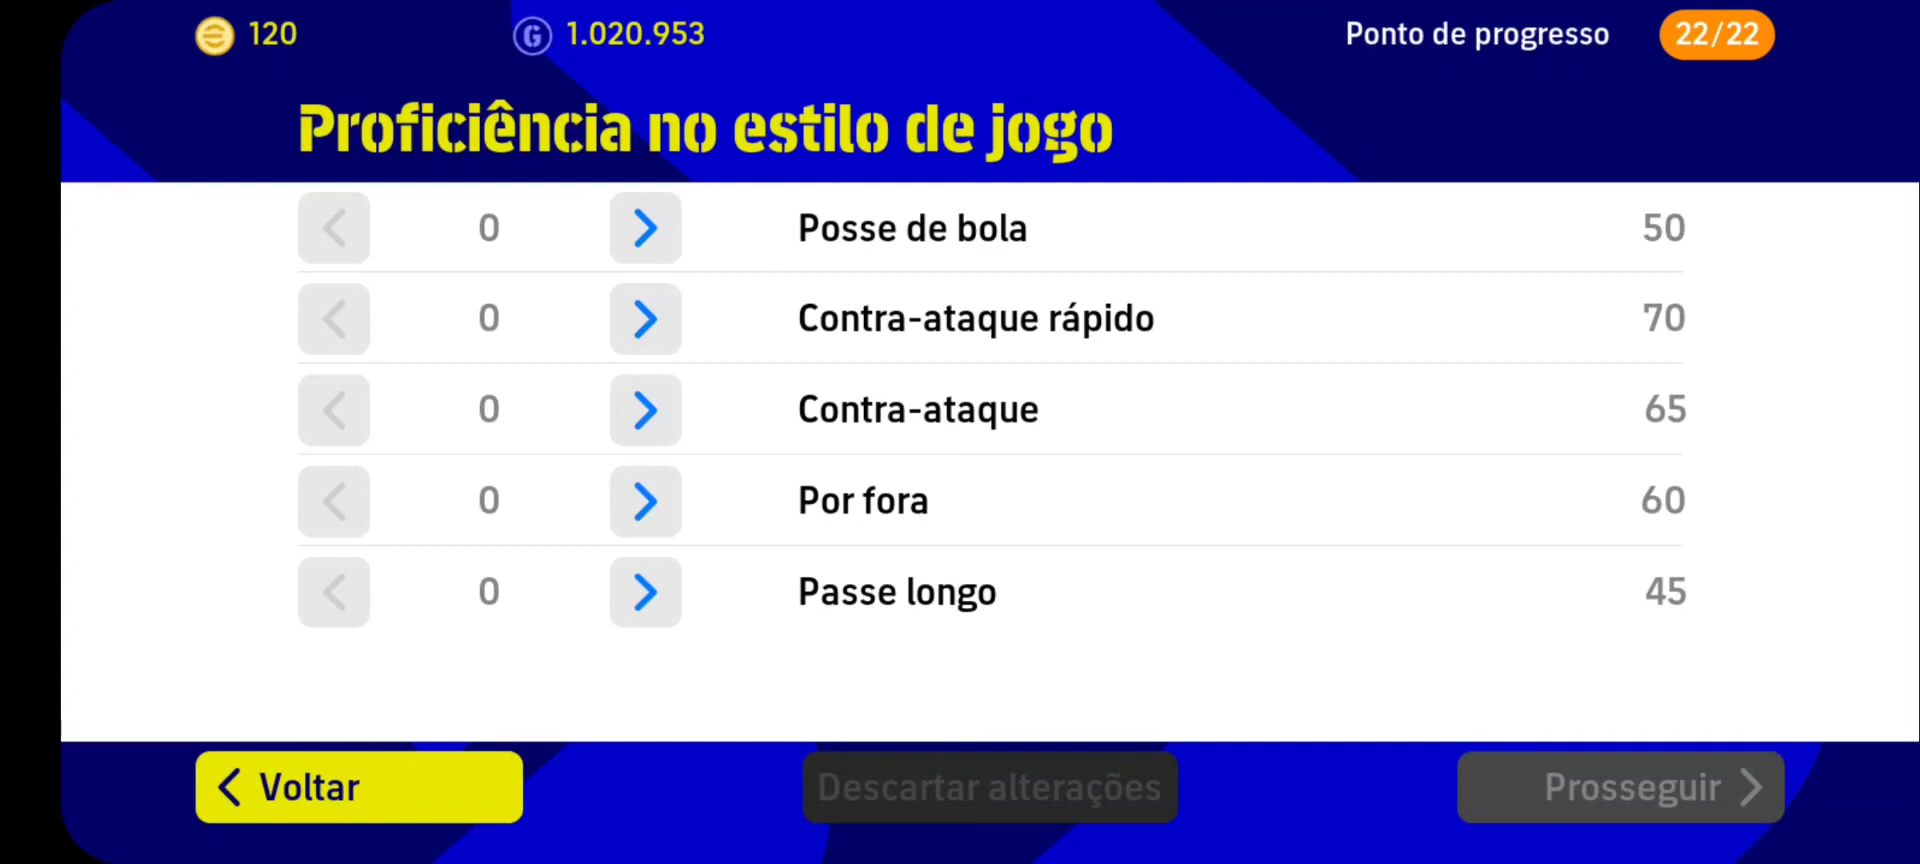 120 1.020.953 Ponto de progresso 22/22
Proficiência no estilo de jogo
0 Posse de bola 50
0 Contra-ataque rápido 70
0 Contra-ataque 65
0 Por fora 60
0 Passe longo 45
Voltar Descartar alterações Prosseguir